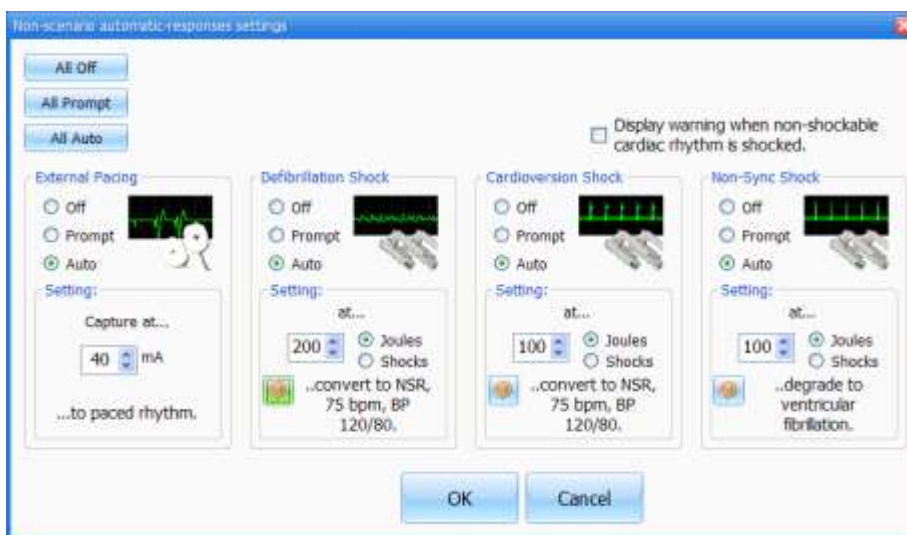 Non-scenario automatic-responses settings
All Off
All Prompt
All Auto
Display warning when non-shockable
cardiac rhythm is shocked.
External Pacing
Off
Prompt
Auto
Setting:
Capture at...
40 mA
...to paced rhythm.
Defibrillation Shock
Off
Prompt
Auto
Setting:
at...
200 Joules
Shocks
..convert to NSR,
75 bpm, BP
120/80.
Cardioversion Shock
Off
Prompt
Auto
Setting:
at...
100 Joules
Shocks
..convert to NSR,
75 bpm, BP
120/80.
Non-Sync Shock
Off
Prompt
Auto
Setting:
at...
100 Joules
Shocks
..degrade to
ventricular
fibrillation.
OK
Cancel